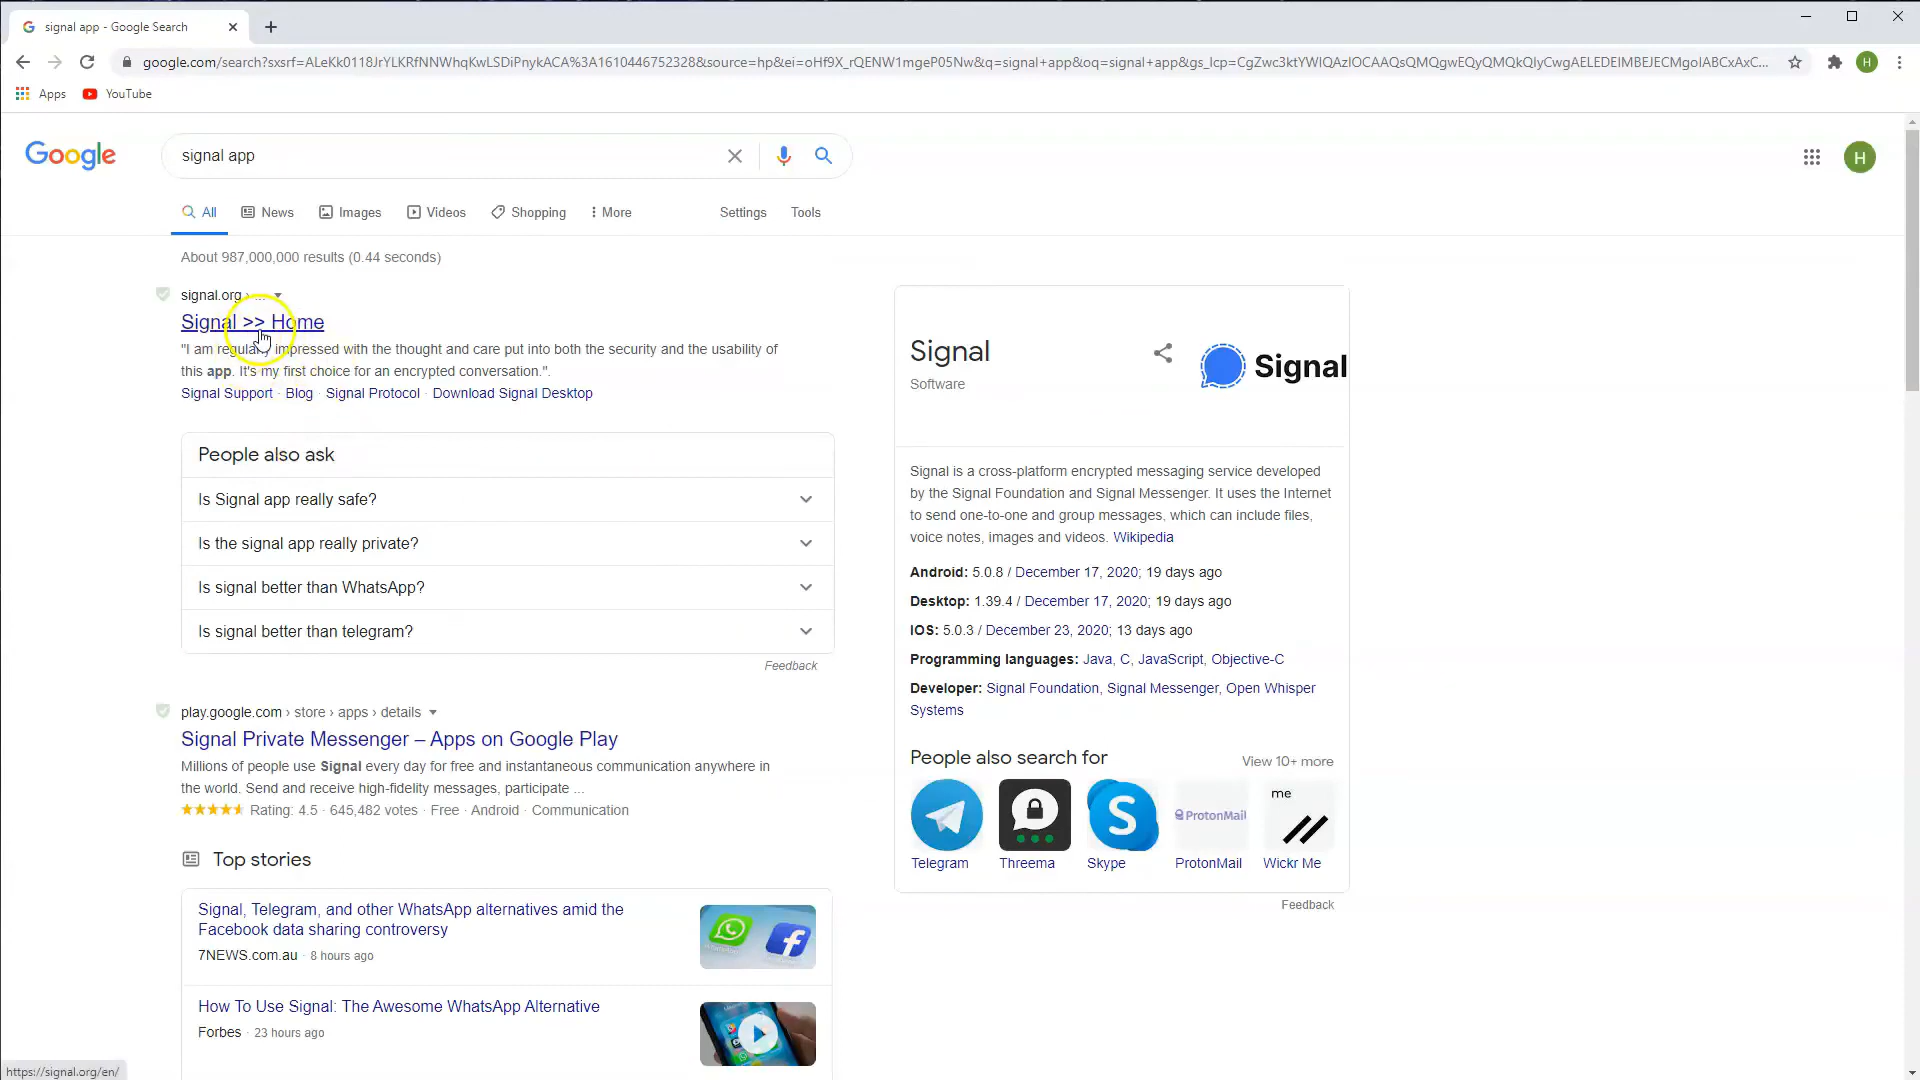 signal app - Google Search
google.com/search?sxsrf=ALeKk0118JrYLKRfNNWhqKwLSDiPnykACA%3A1610446752328&source=hp&ei=oHf9X_rQENW1mgeP05Nw&q=signal+app&oq=signal+app&gs_lcp=CgZwc3ktYWIQAzIOCAAQsQMQgwEQyQMQkQIyCwgAELEDEIMBEJECMgoIABCxAxC...
H
Apps
YouTube
Google
signal app
H
All
News
Images
Videos
Shopping
More
Settings
Tools
About 987,000,000 results (0.44 seconds)
signal.org › ...
Signal >> Home
"I am regularly impressed with the thought and care put into both the security and the usability of
this app. It's my first choice for an encrypted conversation.".
Signal Support · Blog · Signal Protocol · Download Signal Desktop
People also ask
Is Signal app really safe?
Is the signal app really private?
Is signal better than WhatsApp?
Is signal better than telegram?
Feedback
play.google.com › store › apps › details
Signal Private Messenger – Apps on Google Play
Millions of people use Signal every day for free and instantaneous communication anywhere in
the world. Send and receive high-fidelity messages, participate ...
Rating: 4.5 · 645,482 votes · Free · Android · Communication
Top stories
Signal, Telegram, and other WhatsApp alternatives amid the
Facebook data sharing controversy
7NEWS.com.au · 8 hours ago
How To Use Signal: The Awesome WhatsApp Alternative
Forbes · 23 hours ago
Signal
Software
Signal
Signal is a cross-platform encrypted messaging service developed
by the Signal Foundation and Signal Messenger. It uses the Internet
to send one-to-one and group messages, which can include files,
voice notes, images and videos. Wikipedia
Android: 5.0.8 / December 17, 2020; 19 days ago
Desktop: 1.39.4 / December 17, 2020; 19 days ago
IOS: 5.0.3 / December 23, 2020; 13 days ago
Programming languages: Java, C, JavaScript, Objective-C
Developer: Signal Foundation, Signal Messenger, Open Whisper
Systems
People also search for
View 10+ more
S
ProtonMail
me
Telegram
Threema
Skype
ProtonMail
Wickr Me
Feedback
https://signal.org/en/